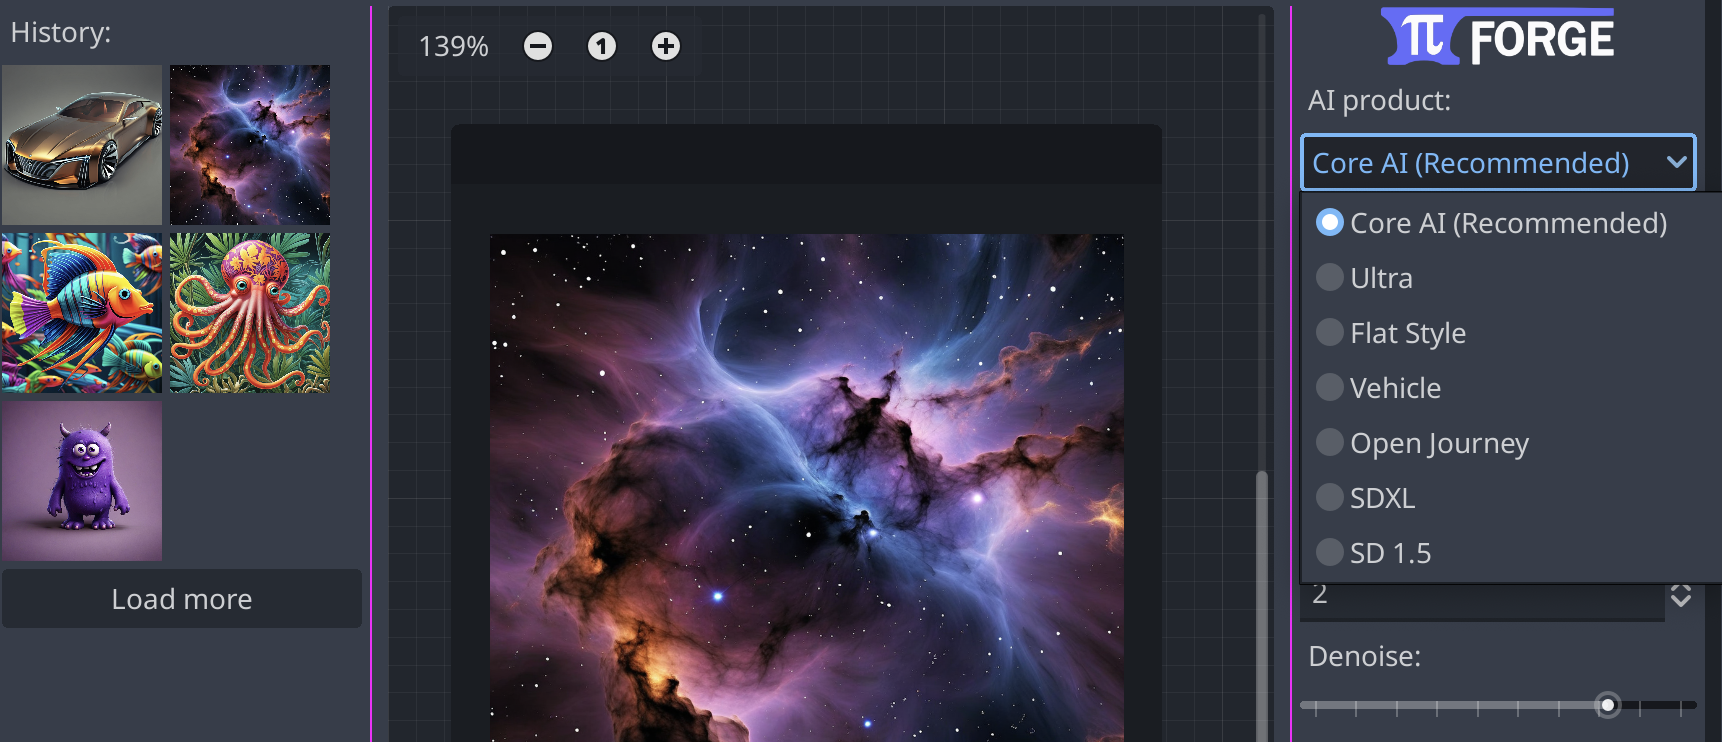 History:
Load more
139%
1
π FORGE
AI product:
Core AI (Recommended)
Core AI (Recommended)
Ultra
Flat Style
Vehicle
Open Journey
SDXL
SD 1.5
2
Denoise: